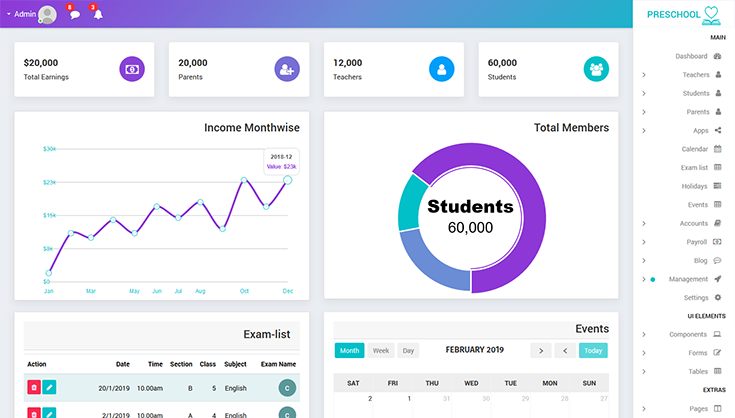 Admin
8
3
PRESCHOOL
$20,000
Total Earnings
20,000
Parents
12,000
Teachers
60,000
Students
Income Monthwise
$30k
$23k
$15k
$8k
$0
2018-12
Value: $23k
Jan
Mar
May
Jun
Jul
Aug
Oct
Dec
Total Members
Students
60,000
Exam-list
Action Date Time Section Class Subject Exam Name
20/1/2019 10.00am B 5 English C
2/1/2019 10.00am A 4 English
Events
Month Week Day
FEBRUARY 2019
Today
SAT FRI THU WED TUE MON SUN
2 1 31 30 29 28 27
MAIN
Dashboard
Teachers
Students
Parents
Apps
Calendar
Exam list
Holidays
Events
Accounts
Payroll
Blog
Management
Settings
UI ELEMENTS
Components
Forms
Tables
EXTRAS
Pages